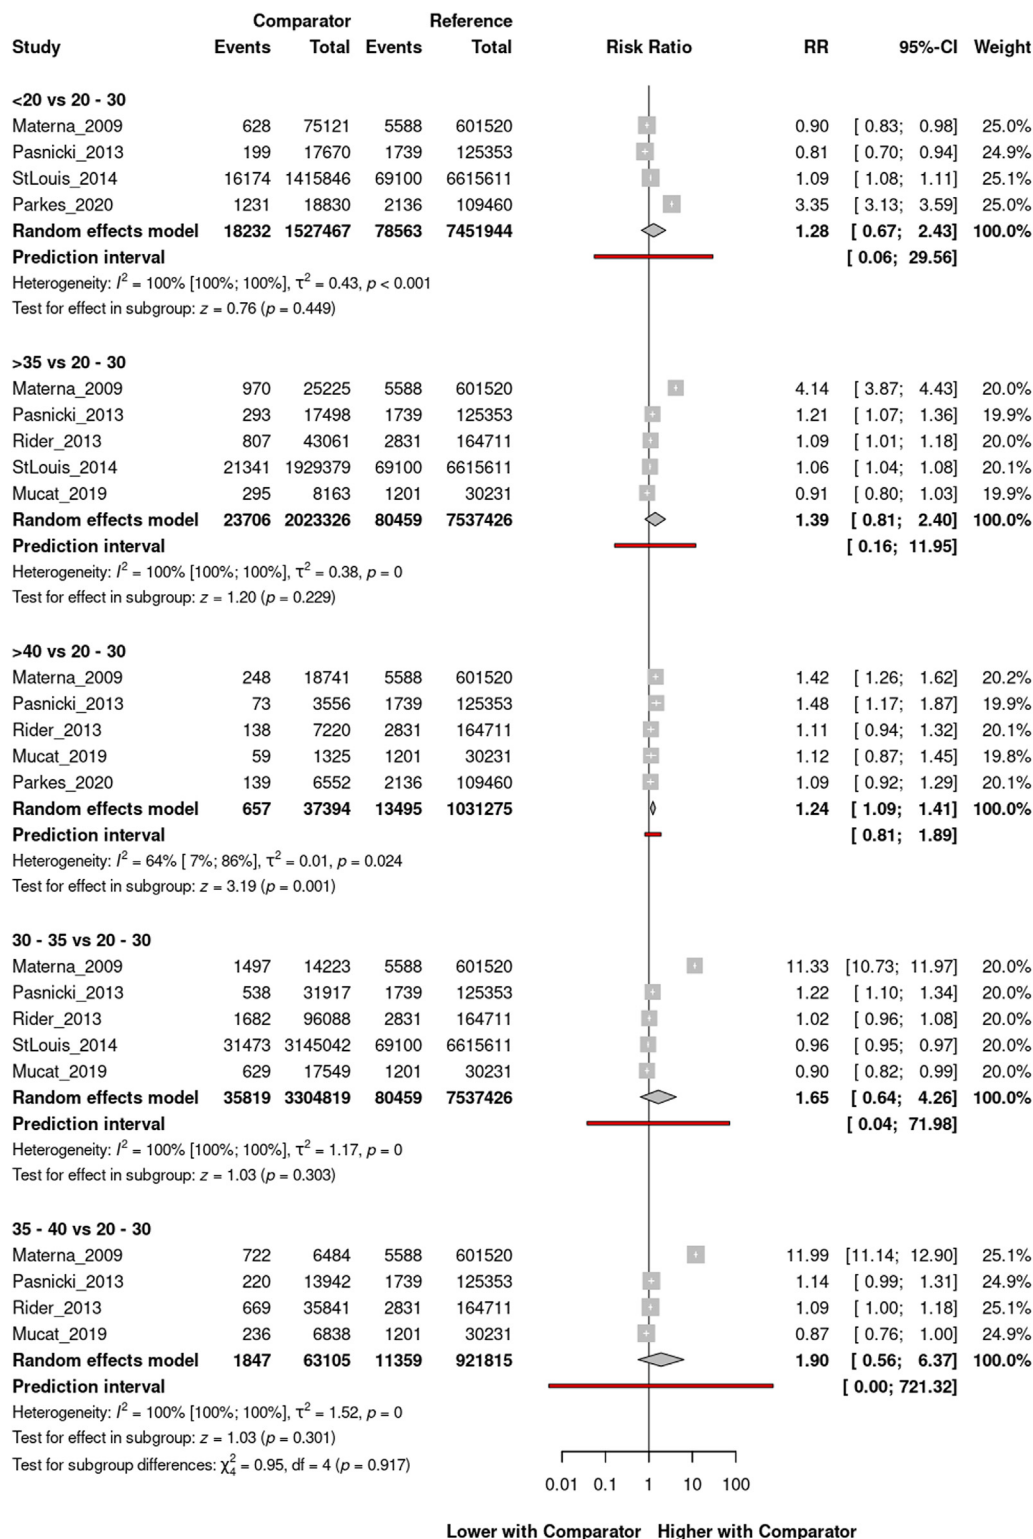 Comparator Reference
Study Events Total Events Total Risk Ratio RR 95%-CI Weight
<20 vs 20 - 30
Materna_2009 628 75121 5588 601520 0.90 [ 0.83; 0.98] 25.0%
Pasnicki_2013 199 17670 1739 125353 0.81 [ 0.70; 0.94] 24.9%
StLouis_2014 16174 1415846 69100 6615611 1.09 [ 1.08; 1.11] 25.1%
Parkes_2020 1231 18830 2136 109460 3.35 [ 3.13; 3.59] 25.0%
Random effects model 18232 1527467 78563 7451944 1.28 [ 0.67; 2.43] 100.0%
Prediction interval [ 0.06; 29.56]
Heterogeneity: I² = 100% [100%; 100%], τ² = 0.43, p < 0.001
Test for effect in subgroup: z = 0.76 (p = 0.449)
>35 vs 20 - 30
Materna_2009 970 25225 5588 601520 4.14 [ 3.87; 4.43] 20.0%
Pasnicki_2013 293 17498 1739 125353 1.21 [ 1.07; 1.36] 19.9%
Rider_2013 807 43061 2831 164711 1.09 [ 1.01; 1.18] 20.0%
StLouis_2014 21341 1929379 69100 6615611 1.06 [ 1.04; 1.08] 20.1%
Mucat_2019 295 8163 1201 30231 0.91 [ 0.80; 1.03] 19.9%
Random effects model 23706 2023326 80459 7537426 1.39 [ 0.81; 2.40] 100.0%
Prediction interval [ 0.16; 11.95]
Heterogeneity: I² = 100% [100%; 100%], τ² = 0.38, p = 0
Test for effect in subgroup: z = 1.20 (p = 0.229)
>40 vs 20 - 30
Materna_2009 248 18741 5588 601520 1.42 [ 1.26; 1.62] 20.2%
Pasnicki_2013 73 3556 1739 125353 1.48 [ 1.17; 1.87] 19.9%
Rider_2013 138 7220 2831 164711 1.11 [ 0.94; 1.32] 20.1%
Mucat_2019 59 1325 1201 30231 1.12 [ 0.87; 1.45] 19.8%
Parkes_2020 139 6552 2136 109460 1.09 [ 0.92; 1.29] 20.1%
Random effects model 657 37394 13495 1031275 1.24 [ 1.09; 1.41] 100.0%
Prediction interval [ 0.81; 1.89]
Heterogeneity: I² = 64% [ 7%; 86%], τ² = 0.01, p = 0.024
Test for effect in subgroup: z = 3.19 (p = 0.001)
30 - 35 vs 20 - 30
Materna_2009 1497 14223 5588 601520 11.33 [10.73; 11.97] 20.0%
Pasnicki_2013 538 31917 1739 125353 1.22 [ 1.10; 1.34] 20.0%
Rider_2013 1682 96088 2831 164711 1.02 [ 0.96; 1.08] 20.0%
StLouis_2014 31473 3145042 69100 6615611 0.96 [ 0.95; 0.97] 20.0%
Mucat_2019 629 17549 1201 30231 0.90 [ 0.82; 0.99] 20.0%
Random effects model 35819 3304819 80459 7537426 1.65 [ 0.64; 4.26] 100.0%
Prediction interval [ 0.04; 71.98]
Heterogeneity: I² = 100% [100%; 100%], τ² = 1.17, p = 0
Test for effect in subgroup: z = 1.03 (p = 0.303)
35 - 40 vs 20 - 30
Materna_2009 722 6484 5588 601520 11.99 [11.14; 12.90] 25.1%
Pasnicki_2013 220 13942 1739 125353 1.14 [ 0.99; 1.31] 24.9%
Rider_2013 669 35841 2831 164711 1.09 [ 1.00; 1.18] 25.1%
Mucat_2019 236 6838 1201 30231 0.87 [ 0.76; 1.00] 24.9%
Random effects model 1847 63105 11359 921815 1.90 [ 0.56; 6.37] 100.0%
Prediction interval [ 0.00; 721.32]
Heterogeneity: I² = 100% [100%; 100%], τ² = 1.52, p = 0
Test for effect in subgroup: z = 1.03 (p = 0.301)
Test for subgroup differences: χ²₄ = 0.95, df = 4 (p = 0.917)
0.01 0.1 1 10 100
Lower with Comparator Higher with Comparator